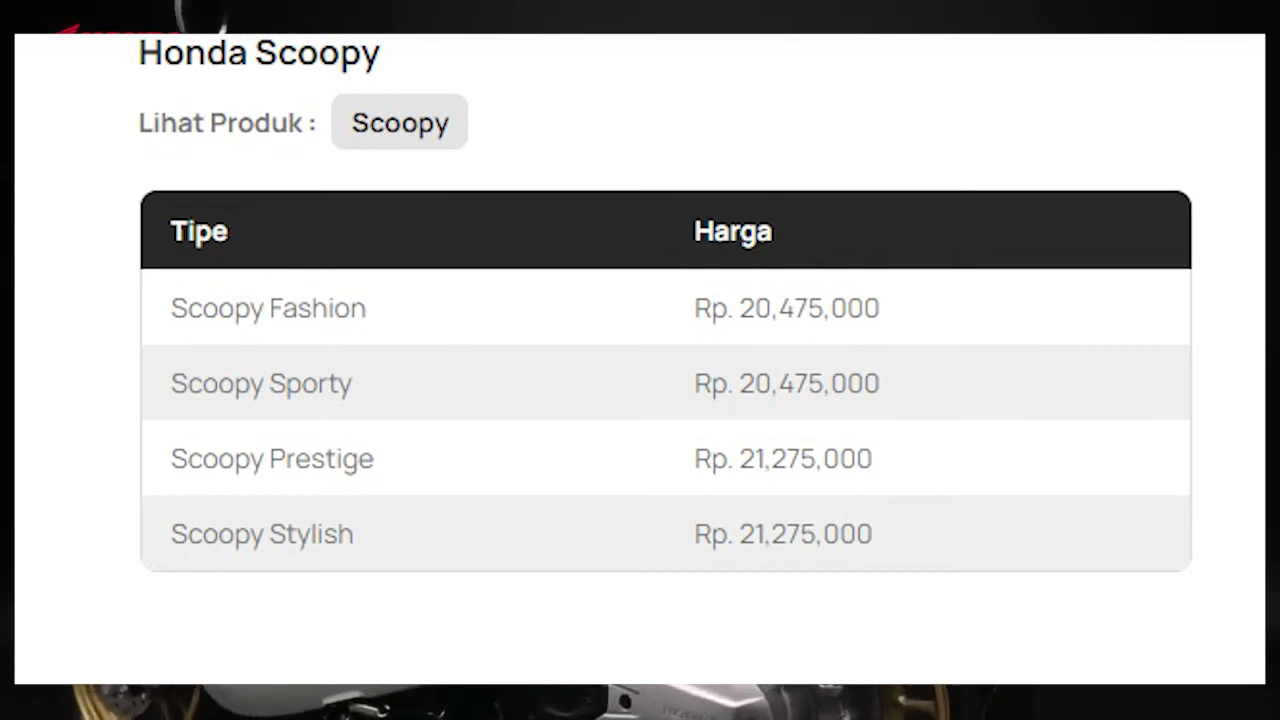 Honda Scoopy
Lihat Produk : Scoopy
Tipe Harga
Scoopy Fashion Rp. 20,475,000
Scoopy Sporty Rp. 20,475,000
Scoopy Prestige Rp. 21,275,000
Scoopy Stylish Rp. 21,275,000